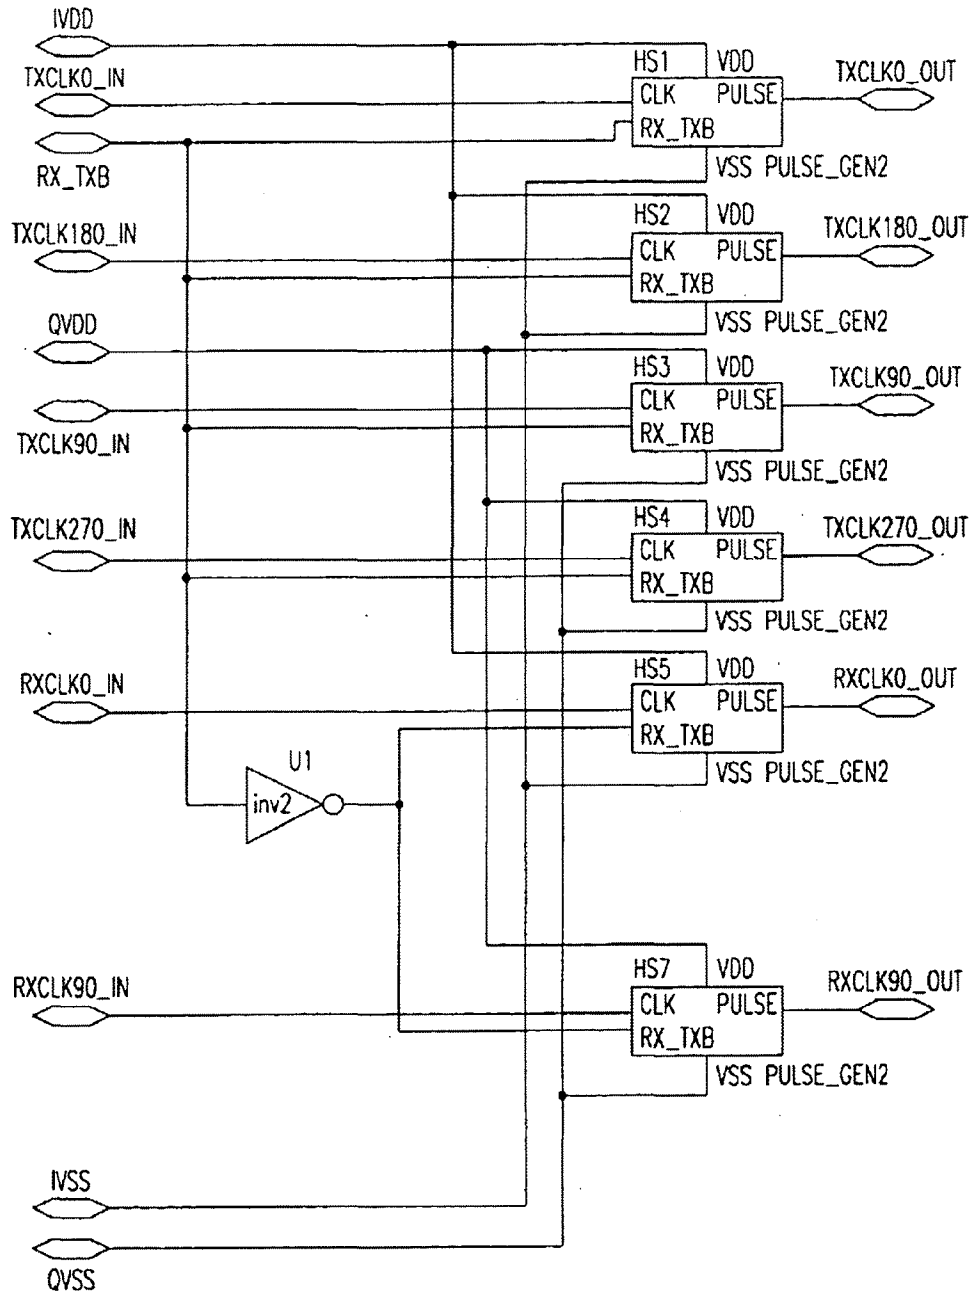 IVDD
HS1 VDD
TXCLK0_IN
TXCLK0_OUT
CLK PULSE
RX_TXB
RX_TXB
VSS PULSE_GEN2
HS2 VDD
TXCLK180_IN
TXCLK180_OUT
CLK PULSE
RX_TXB
QVDD
VSS PULSE_GEN2
HS3 VDD
TXCLK90_OUT
CLK PULSE
RX_TXB
TXCLK90_IN
VSS PULSE_GEN2
HS4 VDD
TXCLK270_IN
TXCLK270_OUT
CLK PULSE
RX_TXB
VSS PULSE_GEN2
HS5 VDD
RXCLK0_IN
RXCLK0_OUT
CLK PULSE
RX_TXB
U1
VSS PULSE_GEN2
inv2
HS7 VDD
RXCLK90_IN
RXCLK90_OUT
CLK PULSE
RX_TXB
VSS PULSE_GEN2
IVSS
QVSS